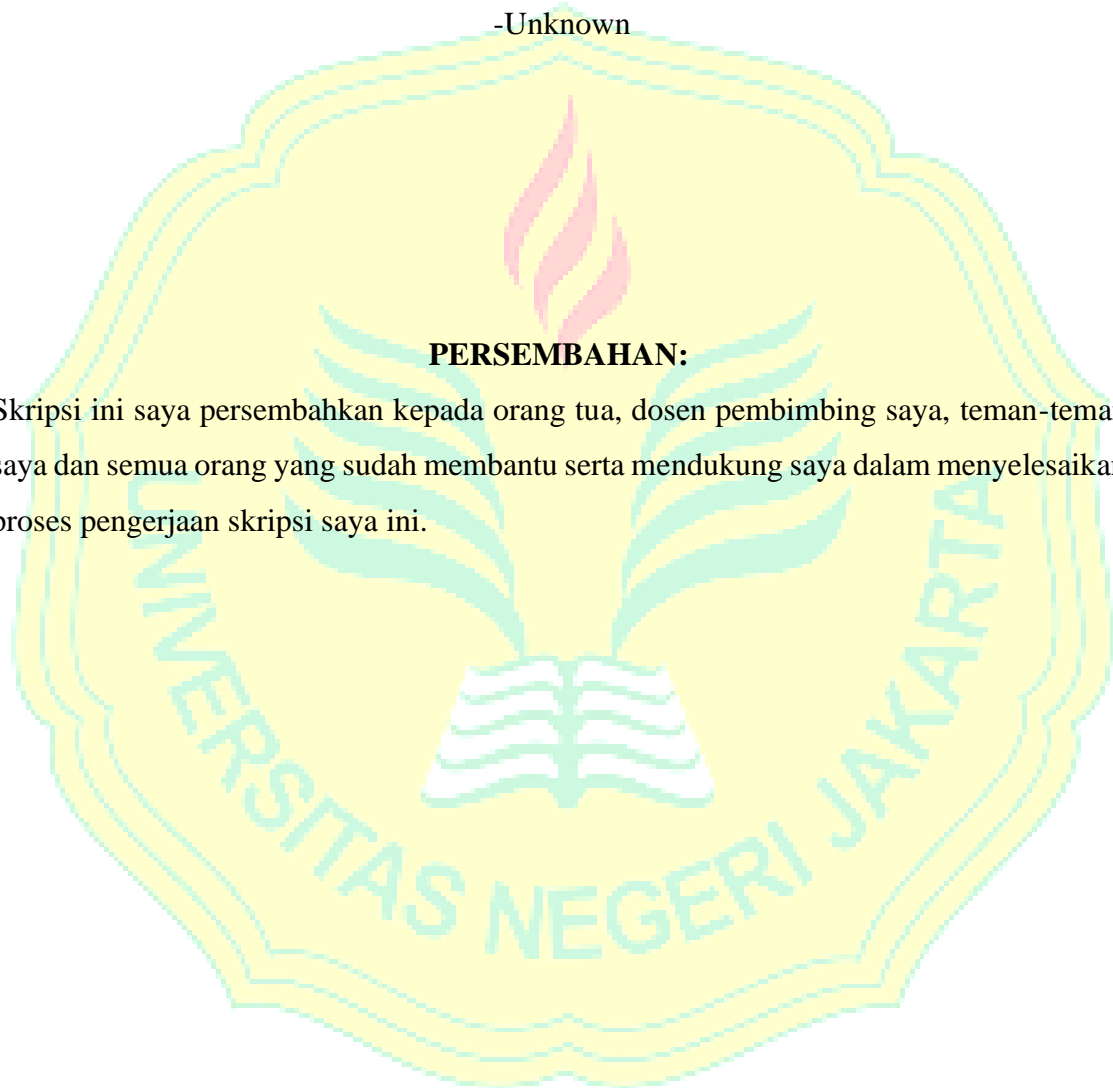 -Unknown
PERSEMBAHAN:
Skripsi ini saya persembahkan kepada orang tua, dosen pembimbing saya, teman-tema
saya dan semua orang yang sudah membantu serta mendukung saya dalam menyelesaikan
proses pengerjaan skripsi saya ini.
UNIVERSITAS NEGERI JAKARTA